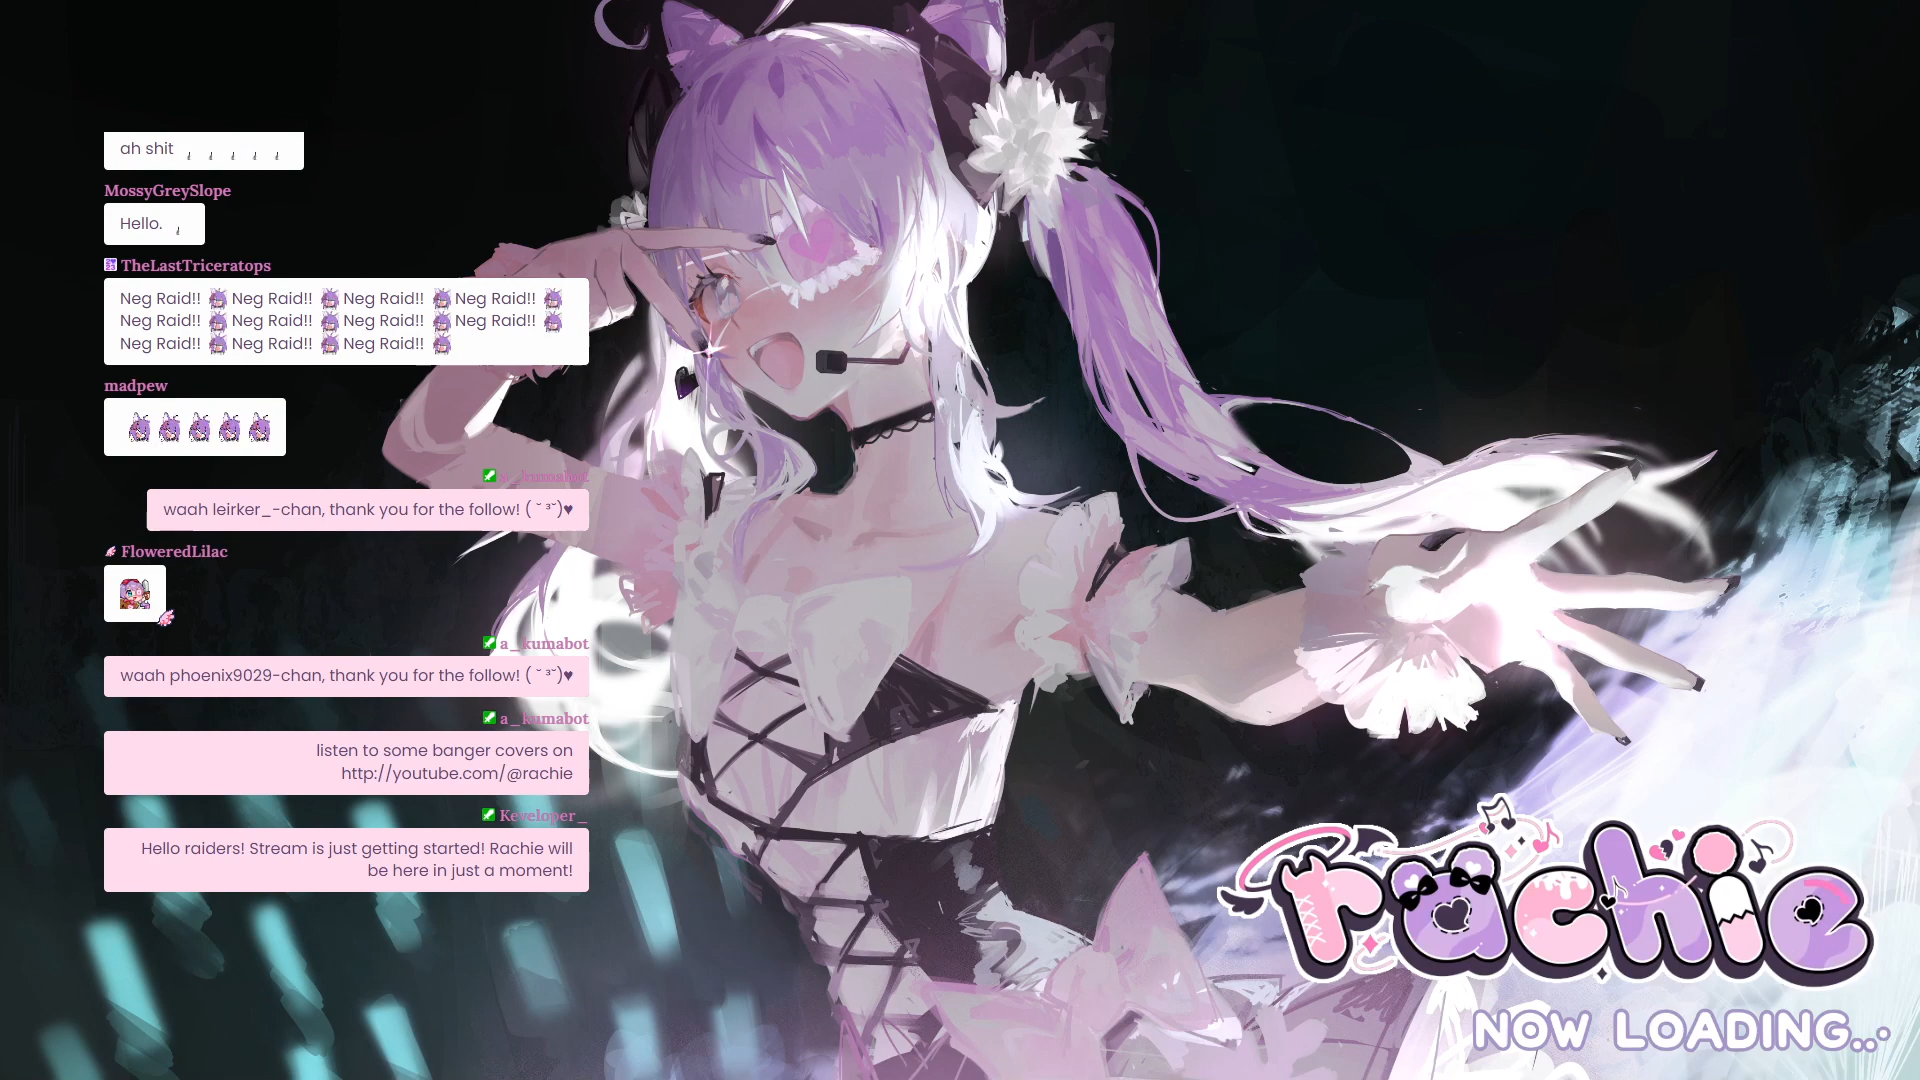 ah shit
MossyGreySlope
Hello.
TheLastTriceratops
Neg Raid!! Neg Raid!! Neg Raid!! Neg Raid!!
Neg Raid!! Neg Raid!! Neg Raid!! Neg Raid!!
Neg Raid!! Neg Raid!! Neg Raid!!
madpew
a_kumabot
waah leirker_-chan, thank you for the follow! ( ˘ ³˘)♥
FloweredLilac
a_kumabot
waah phoenix9029-chan, thank you for the follow! ( ˘ ³˘)♥
a_kumabot
listen to some banger covers on
http://youtube.com/@rachie
Keveloper_
Hello raiders! Stream is just getting started! Rachie will
be here in just a moment!
rachie
NOW LOADING...